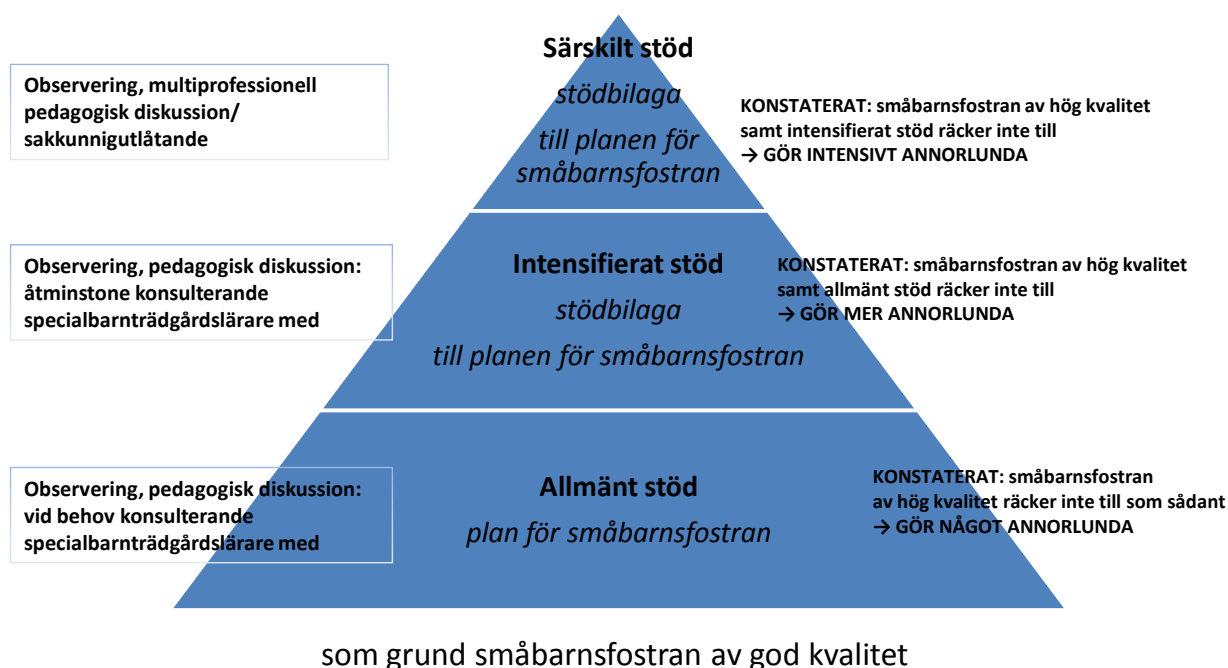 Särskilt stöd
stödbilaga
till planen för
småbarnsfostran
Observering, multiprofessionell
pedagogisk diskussion/
sakkunnigutlåtande
KONSTATERAT: småbarnsfostran av hög kvalitet
samt intensifierat stöd räcker inte till
→ GÖR INTENSIVT ANNORLUNDA
Observering, pedagogisk diskussion:
åtminstone konsulterande
specialbarnträdgårdslärare med
Intensifierat stöd
stödbilaga
till planen för småbarnsfostran
KONSTATERAT: småbarnsfostran av hög kvalitet
samt allmänt stöd räcker inte till
→ GÖR MER ANNORLUNDA
Observering, pedagogisk diskussion:
vid behov konsulterande
specialbarnträdgårdslärare med
Allmänt stöd
plan för småbarnsfostran
KONSTATERAT: småbarnsfostran
av hög kvalitet räcker inte till som sådant
→ GÖR NÅGOT ANNORLUNDA
som grund småbarnsfostran av god kvalitet